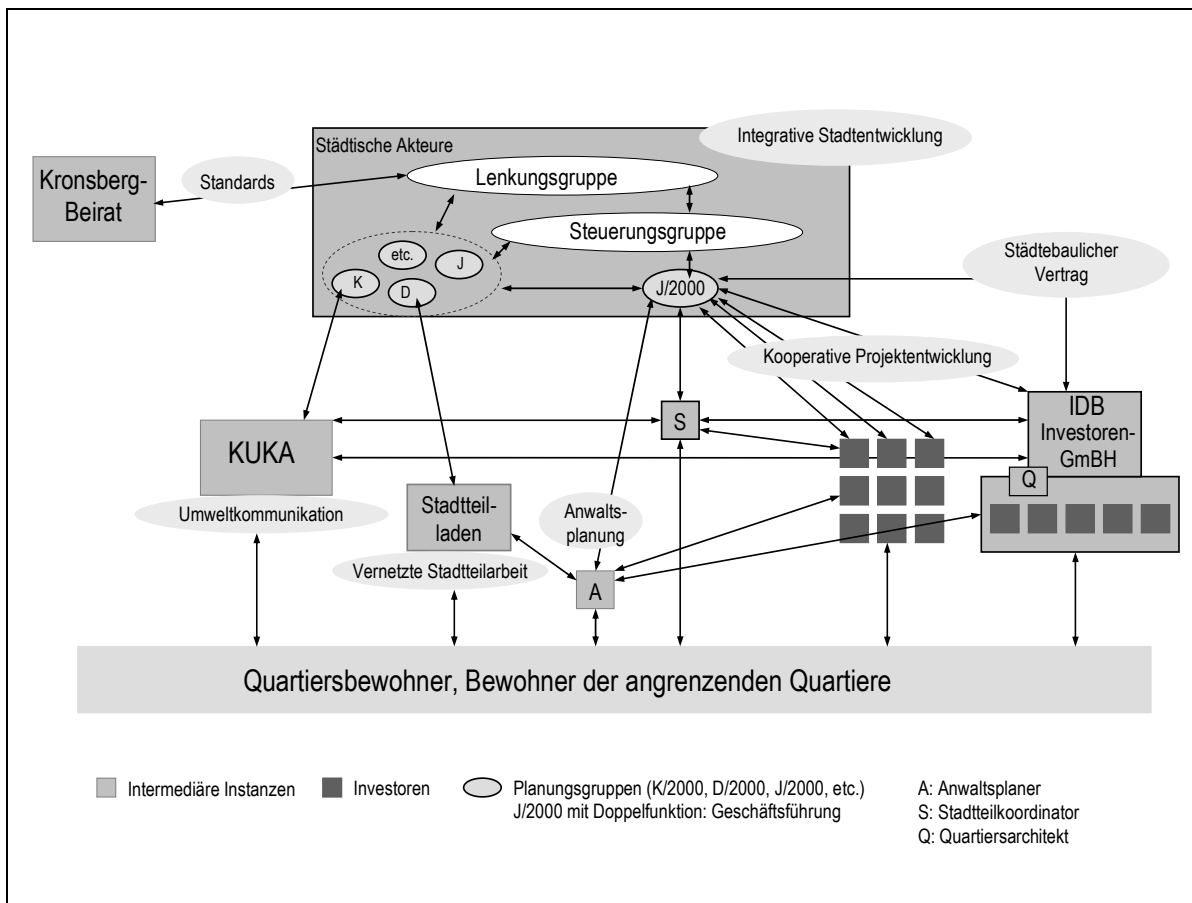 Städtische Akteure
Integrative Stadtentwicklung
Kronsberg-
Beirat
Standards
Lenkungsgruppe
Steuerungsgruppe
etc.
J
K
D
J/2000
Städtebaulicher
Vertrag
Kooperative Projektentwicklung
KUKA
Umweltkommunikation
S
IDB
Investoren-
GmBH
Q
Stadtteil-
laden
Vernetzte Stadtteilarbeit
Anwalts-
planung
A
Quartiersbewohner, Bewohner der angrenzenden Quartiere
Intermediäre Instanzen
Investoren
Planungsgruppen (K/2000, D/2000, J/2000, etc.)
J/2000 mit Doppelfunktion: Geschäftsführung
A: Anwaltsplaner
S: Stadtteilkoordinator
Q: Quartiersarchitekt